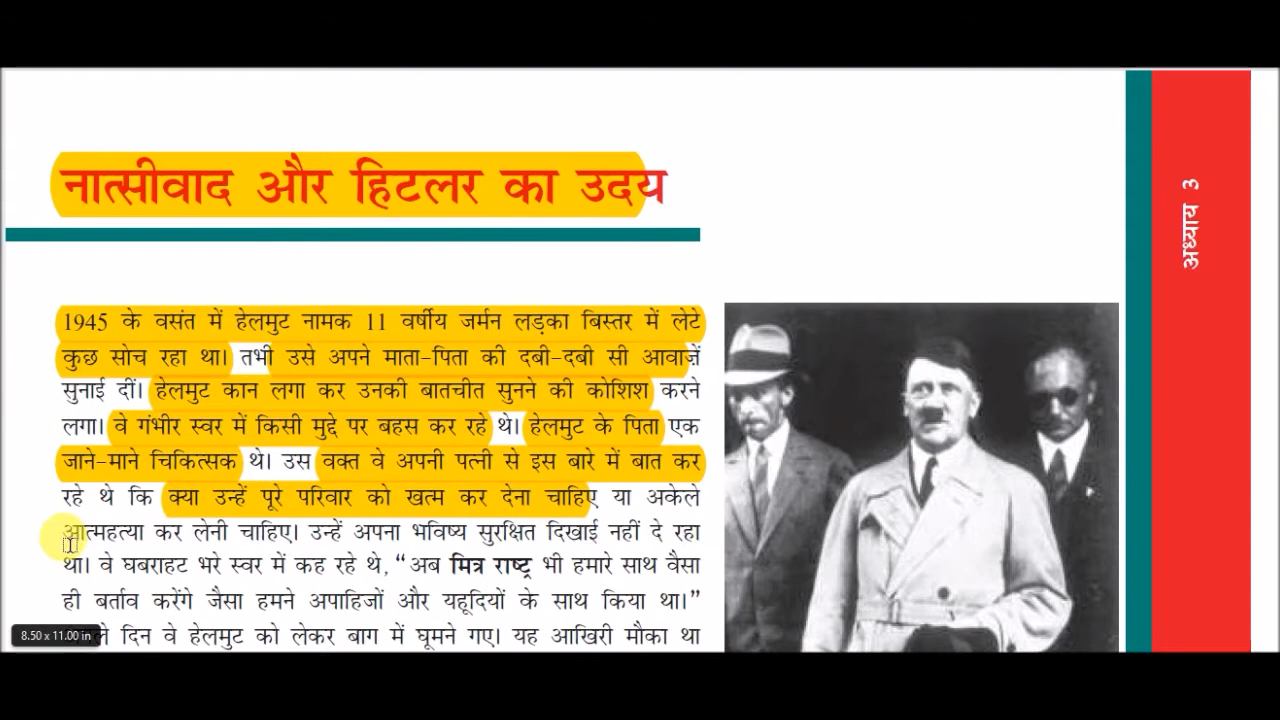 नात्सीवाद और हिटलर का उदय
अध्याय 3
1945 के वसंत में हेलमुट नामक 11 वर्षीय जर्मन लड़का बिस्तर में लेटे
कुछ सोच रहा था। तभी उसे अपने माता-पिता की दबी-दबी सी आवाज़ें
सुनाई दीं। हेलमुट कान लगा कर उनकी बातचीत सुनने की कोशिश करने
लगा। वे गंभीर स्वर में किसी मुद्दे पर बहस कर रहे थे। हेलमुट के पिता एक
जाने-माने चिकित्सक थे। उस वक्त वे अपनी पत्नी से इस बारे में बात कर
रहे थे कि क्या उन्हें पूरे परिवार को खत्म कर देना चाहिए या अकेले
आत्महत्या कर लेनी चाहिए। उन्हें अपना भविष्य सुरक्षित दिखाई नहीं दे रहा
था। वे घबराहट भरे स्वर में कह रहे थे, “अब मित्र राष्ट्र भी हमारे साथ वैसा
ही बर्ताव करेंगे जैसा हमने अपाहिजों और यहूदियों के साथ किया था।”
दिन वे हेलमुट को लेकर बाग में घूमने गए। यह आखिरी मौका था
8.50 x 11.00 in